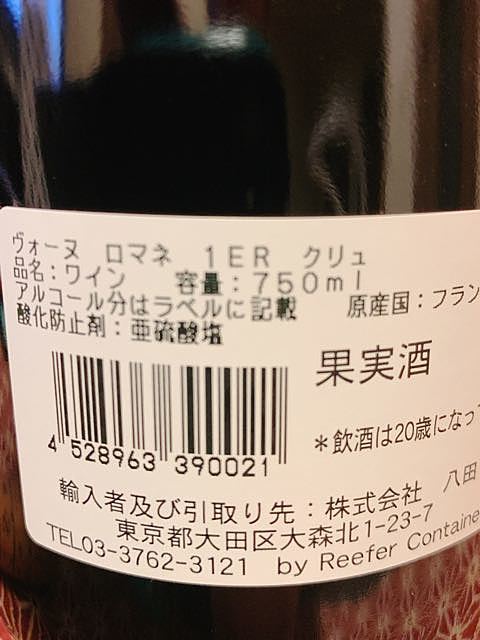 ヴォーヌ ロマネ 1ER クリュ
品名：ワイン 容量：750ml
アルコール分はラベルに記載 原産国：フラン
酸化防止剤：亜硫酸塩
果実酒
4 528963 390021
＊飲酒は20歳になっ
輸入者及び引取り先：株式会社 八田
東京都大田区大森北1-23-7
TEL03-3762-3121 by Reefer Containe